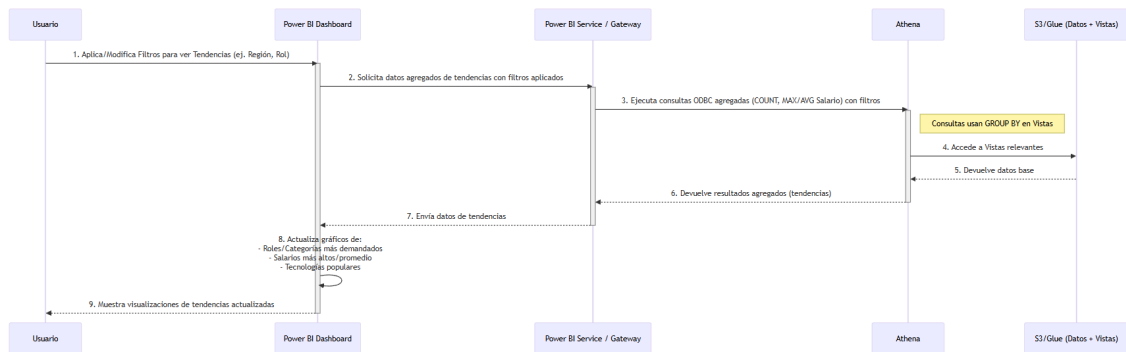 Usuario
Power BI Dashboard
Power BI Service / Gateway
Athena
S3/Glue (Datos + Vistas)
1. Aplica/Modifica Filtros para ver Tendencias (ej. Región, Rol)
2. Solicita datos agregados de tendencias con filtros aplicados
3. Ejecuta consultas ODBC agregadas (COUNT, MAX/AVG Salario) con filtros
Consultas usan GROUP BY en Vistas
4. Accede a Vistas relevantes
5. Devuelve datos base
6. Devuelve resultados agregados (tendencias)
7. Envía datos de tendencias
8. Actualiza gráficos de:
- Roles/Categorías más demandados
- Salarios más altos/promedio
- Tecnologías populares
9. Muestra visualizaciones de tendencias actualizadas
Usuario
Power BI Dashboard
Power BI Service / Gateway
Athena
S3/Glue (Datos + Vistas)